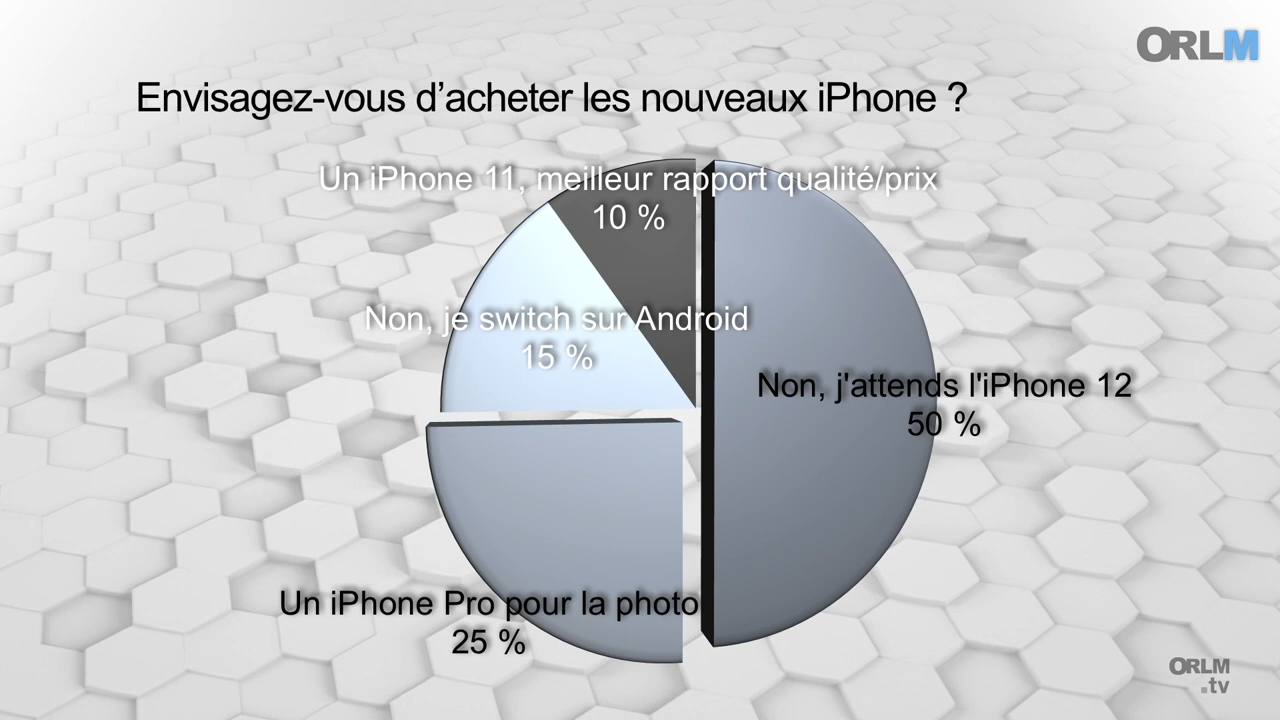 ORLM
Envisagez-vous d’acheter les nouveaux iPhone ?
Un iPhone 11, meilleur rapport qualité/prix
10 %
Non, je switch sur Android
15 %
Non, j'attends l'iPhone 12
50 %
Un iPhone Pro pour la photo
25 %
ORLM
.tv